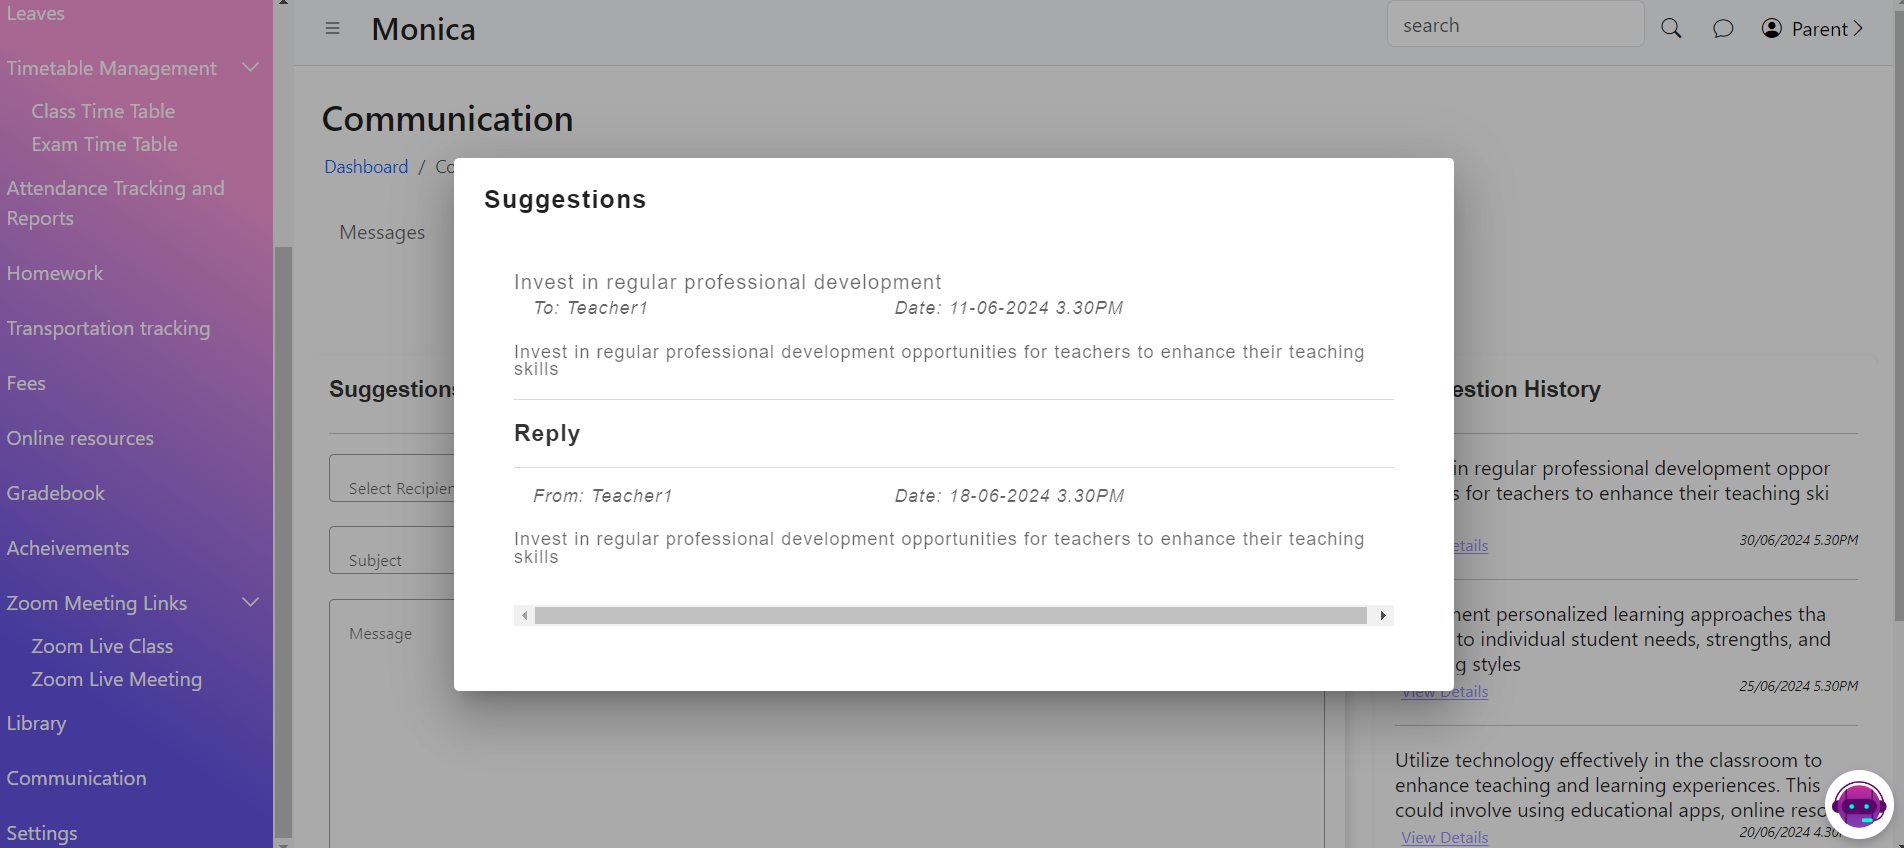 Leaves
Timetable Management
Class Time Table
Exam Time Table
Attendance Tracking and
Reports
Homework
Transportation tracking
Fees
Online resources
Gradebook
Acheivements
Zoom Meeting Links
Zoom Live Class
Zoom Live Meeting
Library
Communication
Settings
Monica
search
Parent
Communication
Dashboard / Co
Messages
Suggestions
Select Recipien
Subject
Message
Suggestions
Invest in regular professional development
To: Teacher1 Date: 11-06-2024 3.30PM
Invest in regular professional development opportunities for teachers to enhance their teaching
skills
Reply
From: Teacher1 Date: 18-06-2024 3.30PM
Invest in regular professional development opportunities for teachers to enhance their teaching
skills
estion History
in regular professional development oppor
s for teachers to enhance their teaching ski
etails 30/06/2024 5.30PM
ment personalized learning approaches tha
to individual student needs, strengths, and
g styles
View Details 25/06/2024 5.30PM
Utilize technology effectively in the classroom to
enhance teaching and learning experiences. This
could involve using educational apps, online reso
View Details 20/06/2024 4.30